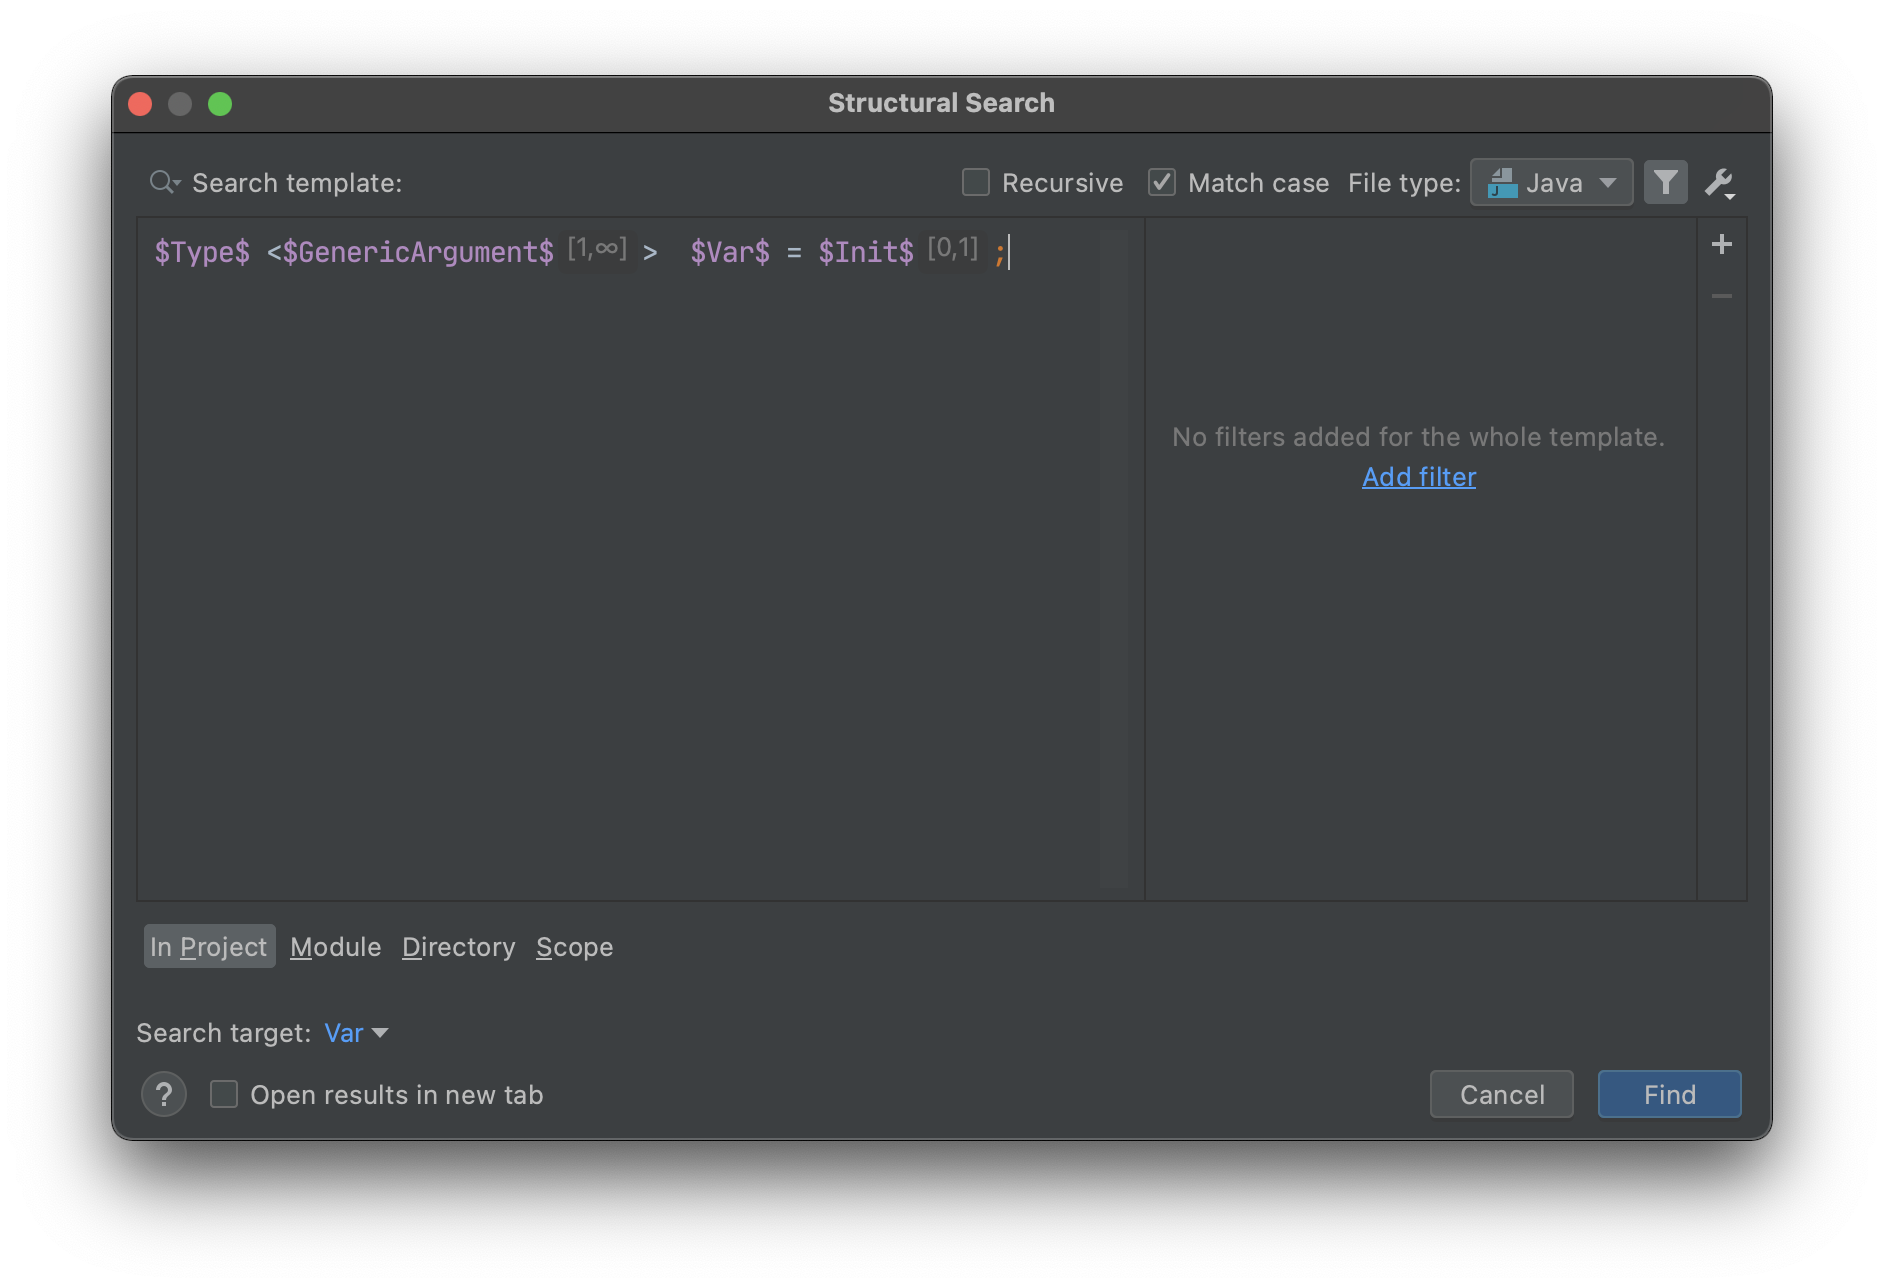 Structural Search
Search template: Recursive Match case File type: Java
$Type$ <$GenericArgument$ [1,∞] > $Var$ = $Init$ [0,1] ;
No filters added for the whole template.
Add filter
In Project Module Directory Scope
Search target: Var
? Open results in new tab Cancel Find